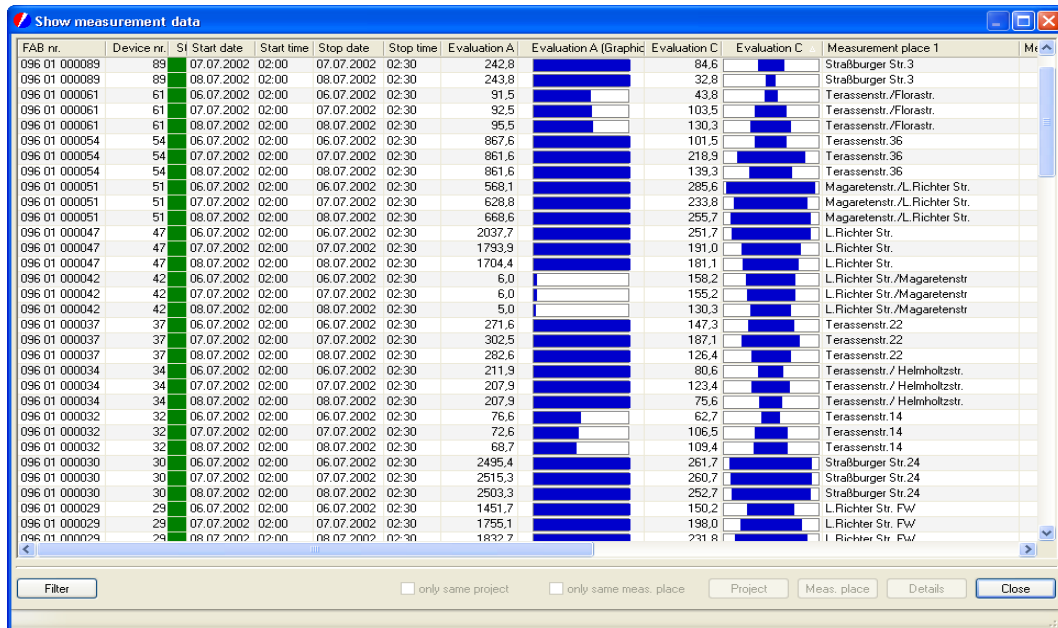 Show measurement data
FAB nr. Device nr. St Start date Start time Stop date Stop time Evaluation A Evaluation A (Graphic Evaluation C Evaluation C Measurement place 1 Me
096 01 000089 89 07.07.2002 02:00 07.07.2002 02:30 242,8 84,6 Straßburger Str.3
096 01 000089 89 08.07.2002 02:00 08.07.2002 02:30 243,8 32,8 Straßburger Str.3
096 01 000061 61 06.07.2002 02:00 06.07.2002 02:30 91,5 43,8 Terassenstr./Florastr.
096 01 000061 61 07.07.2002 02:00 07.07.2002 02:30 92,5 103,5 Terassenstr./Florastr.
096 01 000061 61 08.07.2002 02:00 08.07.2002 02:30 95,5 130,3 Terassenstr./Florastr.
096 01 000054 54 06.07.2002 02:00 06.07.2002 02:30 867,6 101,5 Terassenstr.36
096 01 000054 54 07.07.2002 02:00 07.07.2002 02:30 861,6 218,9 Terassenstr.36
096 01 000054 54 08.07.2002 02:00 08.07.2002 02:30 861,6 139,3 Terassenstr.36
096 01 000051 51 06.07.2002 02:00 06.07.2002 02:30 568,1 285,6 Magaretenstr./L.Richter Str.
096 01 000051 51 07.07.2002 02:00 07.07.2002 02:30 628,8 233,8 Magaretenstr./L.Richter Str.
096 01 000051 51 08.07.2002 02:00 08.07.2002 02:30 668,6 255,7 Magaretenstr./L.Richter Str.
096 01 000047 47 06.07.2002 02:00 06.07.2002 02:30 2037,7 251,7 L.Richter Str.
096 01 000047 47 07.07.2002 02:00 07.07.2002 02:30 1793,9 191,0 L.Richter Str.
096 01 000047 47 08.07.2002 02:00 08.07.2002 02:30 1704,4 181,1 L.Richter Str.
096 01 000042 42 06.07.2002 02:00 06.07.2002 02:30 6,0 158,2 L.Richter Str./Magaretenstr
096 01 000042 42 07.07.2002 02:00 07.07.2002 02:30 6,0 155,2 L.Richter Str./Magaretenstr
096 01 000042 42 08.07.2002 02:00 08.07.2002 02:30 5,0 130,3 L.Richter Str./Magaretenstr
096 01 000037 37 06.07.2002 02:00 06.07.2002 02:30 271,6 147,3 Terassenstr.22
096 01 000037 37 07.07.2002 02:00 07.07.2002 02:30 302,5 187,1 Terassenstr.22
096 01 000037 37 08.07.2002 02:00 08.07.2002 02:30 282,6 126,4 Terassenstr.22
096 01 000034 34 06.07.2002 02:00 06.07.2002 02:30 211,9 80,6 Terassenstr./ Helmholtzstr.
096 01 000034 34 07.07.2002 02:00 07.07.2002 02:30 207,9 123,4 Terassenstr./ Helmholtzstr.
096 01 000034 34 08.07.2002 02:00 08.07.2002 02:30 207,9 75,6 Terassenstr./ Helmholtzstr.
096 01 000032 32 06.07.2002 02:00 06.07.2002 02:30 76,6 62,7 Terassenstr.14
096 01 000032 32 07.07.2002 02:00 07.07.2002 02:30 72,6 106,5 Terassenstr.14
096 01 000032 32 08.07.2002 02:00 08.07.2002 02:30 68,7 109,4 Terassenstr.14
096 01 000030 30 06.07.2002 02:00 06.07.2002 02:30 2495,4 261,7 Straßburger Str.24
096 01 000030 30 07.07.2002 02:00 07.07.2002 02:30 2515,3 260,7 Straßburger Str.24
096 01 000030 30 08.07.2002 02:00 08.07.2002 02:30 2503,3 252,7 Straßburger Str.24
096 01 000029 29 06.07.2002 02:00 06.07.2002 02:30 1451,7 150,2 L.Richter Str. FW
096 01 000029 29 07.07.2002 02:00 07.07.2002 02:30 1755,1 198,0 L.Richter Str. FW
096 01 000029 29 08.07.2002 02:00 08.07.2002 02:30 1832,7 231,8 L.Richter Str. FW
Filter only same project only same meas. place Project Meas. place Details Close